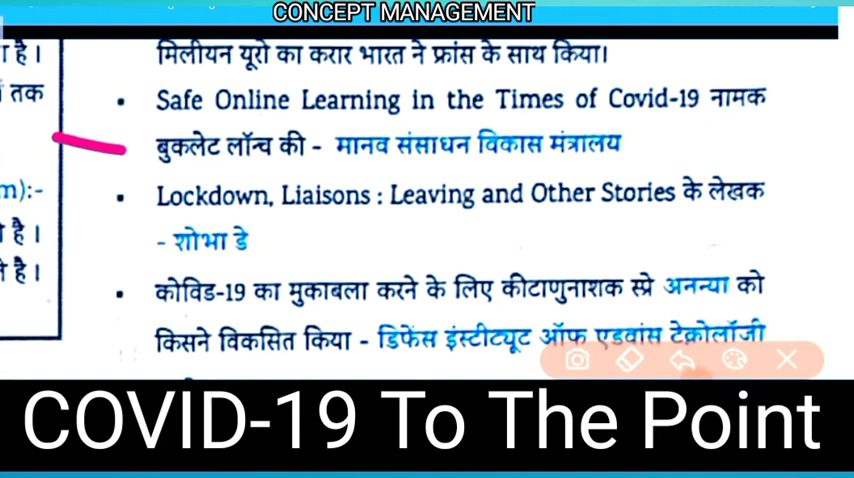 CONCEPT MANAGEMENT
है।
मिलीयन यूरो का करार भारत ने फ्रांस के साथ किया।
तक
• Safe Online Learning in the Times of Covid-19 नामक
बुकलेट लॉन्च की - मानव संसाधन विकास मंत्रालय
m):-
• Lockdown, Liaisons : Leaving and Other Stories के लेखक
है।
- शोभा डे
है।
• कोविड-19 का मुकाबला करने के लिए कीटाणुनाशक स्प्रे अनन्या को
किसने विकसित किया - डिफेंस इंस्टीट्यूट ऑफ एडवांस टेक्नोलॉजी
COVID-19 To The Point